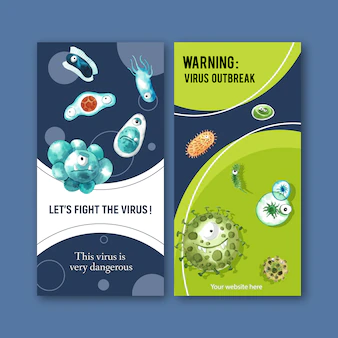 LET'S FIGHT THE VIRUS !
This virus is
very dangerous
WARNING:
VIRUS OUTBREAK
Your website here